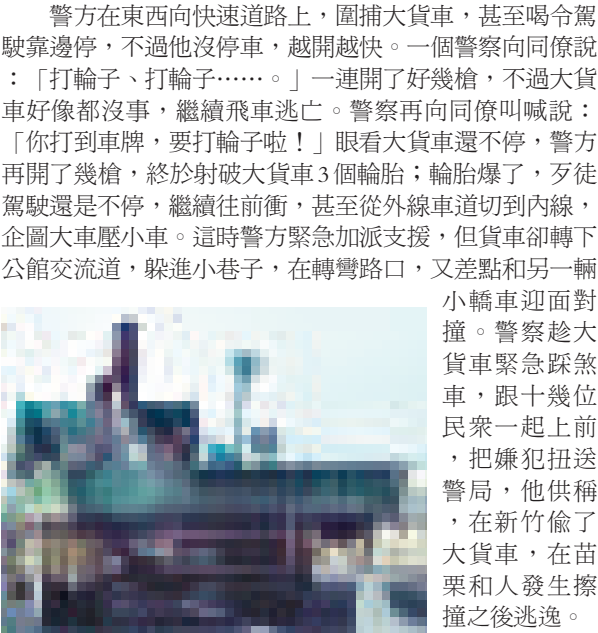 警方在東西向快速道路上，圍捕大貨車，甚至喝令駕
駛靠邊停，不過他沒停車，越開越快。一個警察向同僚說
：「打輪子、打輪子⋯⋯。」一連開了好幾槍，不過大貨
車好像都沒事，繼續飛車逃亡。警察再向同僚叫喊說：
「你打到車牌，要打輪子啦！」眼看大貨車還不停，警方
再開了幾槍，終於射破大貨車3個輪胎；輪胎爆了，歹徒
駕駛還是不停，繼續往前衝，甚至從外線車道切到內線，
企圖大車壓小車。這時警方緊急加派支援，但貨車卻轉下
公館交流道，躲進小巷子，在轉彎路口，又差點和另一輛
小轎車迎面對
撞。警察趁大
貨車緊急踩煞
車，跟十幾位
民衆一起上前
，把嫌犯扭送
警局，他供稱
，在新竹偷了
大貨車，在苗
栗和人發生擦
撞之後逃逸。